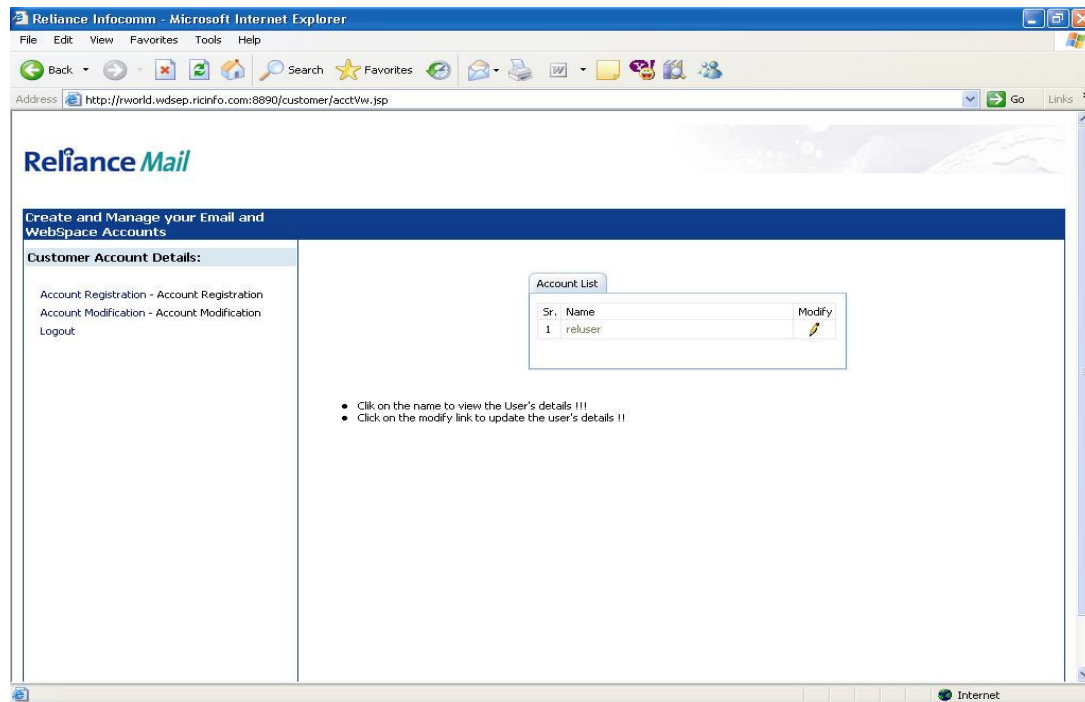 Reliance Infocomm - Microsoft Internet Explorer
File Edit View Favorites Tools Help
Back Search Favorites
Address http://rworld.wdsep.ricinfo.com:8890/customer/acctVw.jsp Go Links
Reliance Mail
Create and Manage your Email and
WebSpace Accounts
Customer Account Details:
Account Registration - Account Registration
Account Modification - Account Modification
Logout
Account List
Sr. Name Modify
1 reluser
Clik on the name to view the User's details !!!
Click on the modify link to update the user's details !!
Internet